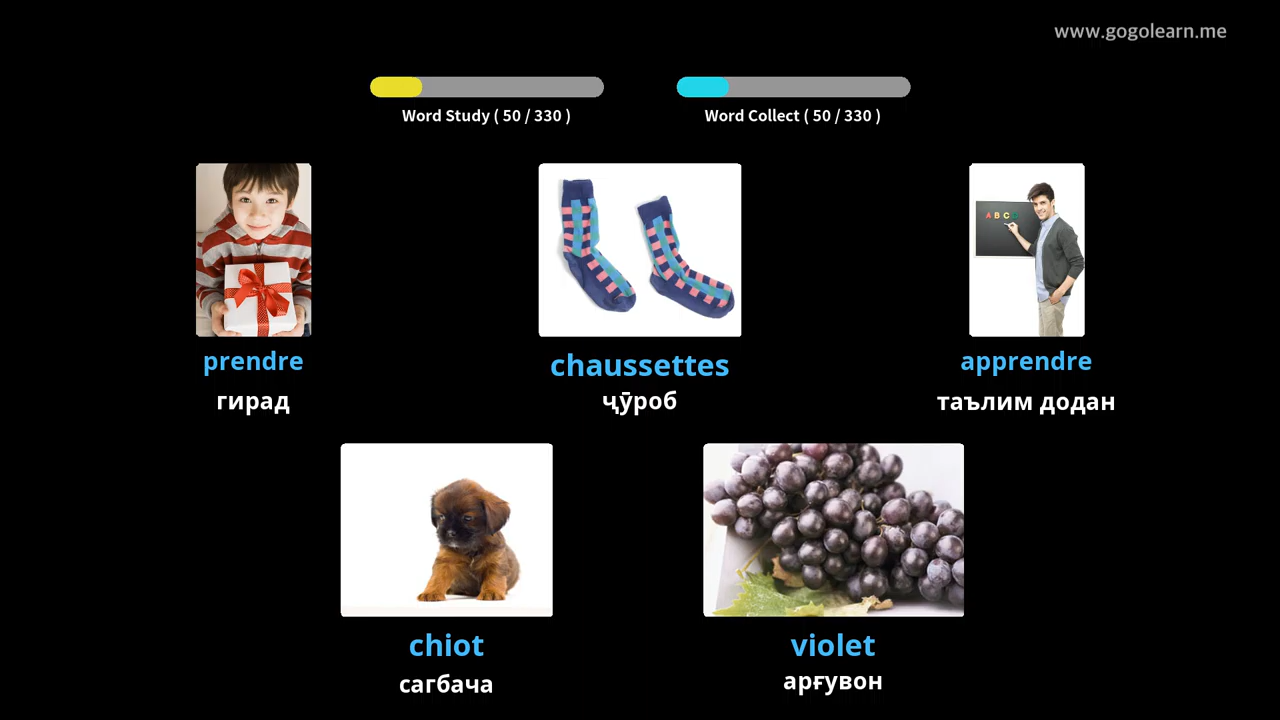 www.gogolearn.me
Word Study ( 50 / 330 )
Word Collect ( 50 / 330 )
prendre
гирад
chaussettes
ҷӯроб
A B C
apprendre
таълим додан
chiot
сагбача
violet
арғувон